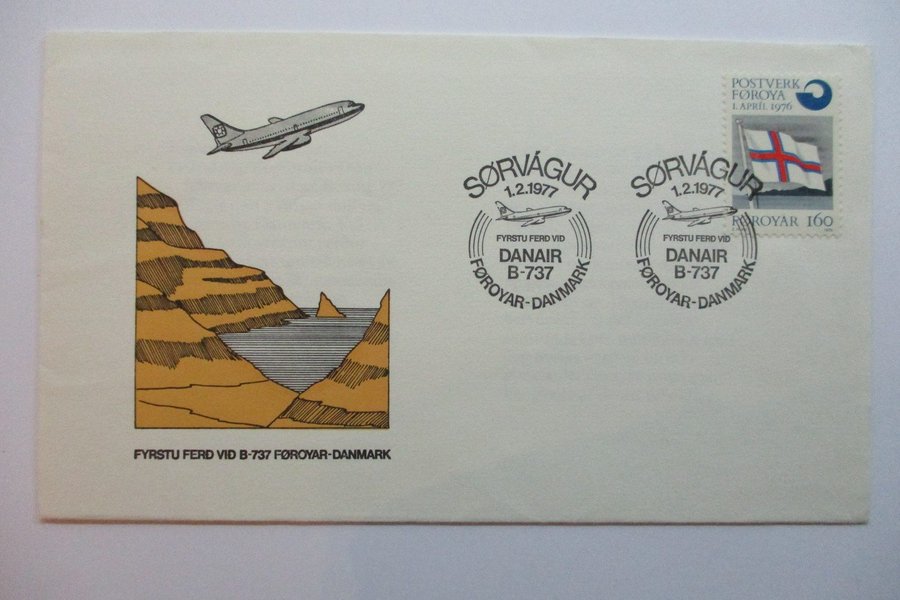 POSTVERK
FØROYA
1. APRÍL 1976
FØROYAR 160
SØRVÁGUR
1.2.1977
FYRSTU FERÐ VIÐ
DANAIR
B-737
FØROYAR-DANMARK
SØRVÁGUR
1.2.1977
FYRSTU FERÐ VIÐ
DANAIR
B-737
FØROYAR-DANMARK
FYRSTU FERÐ VIÐ B-737 FØROYAR-DANMARK